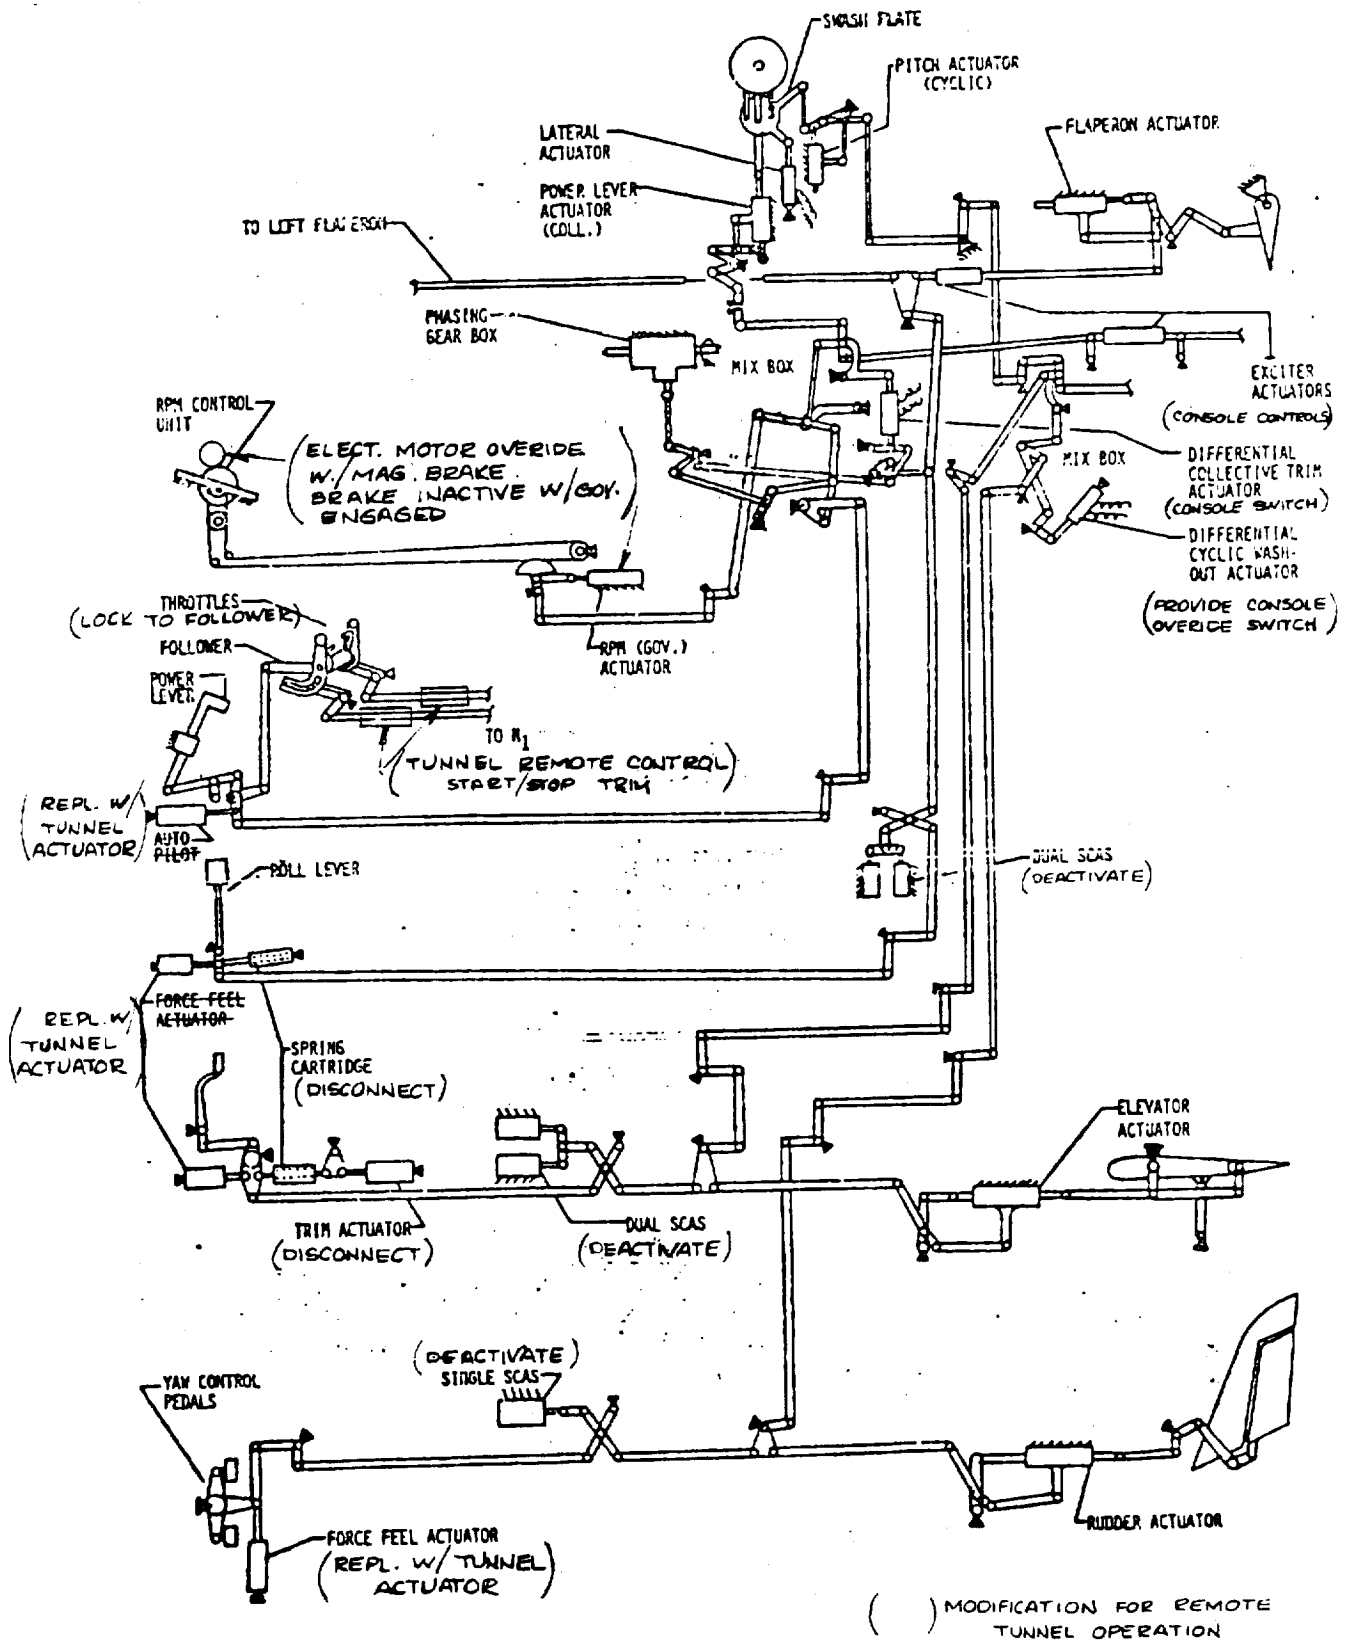 SWASH PLATE
PITCH ACTUATOR
(CYCLIC)
LATERAL
ACTUATOR
FLAPERON ACTUATOR
POWER LEVER
ACTUATOR
(COLL.)
TO LEFT FLAPERON
PHASING
GEAR BOX
MIX BOX
EXCITER
ACTUATORS
(CONSOLE CONTROLS)
RPM CONTROL
UNIT
(ELECT. MOTOR OVERIDE
W/MAG. BRAKE.
BRAKE INACTIVE W/GOV.
ENGAGED)
MIX BOX
DIFFERENTIAL
COLLECTIVE TRIM
ACTUATOR
(CONSOLE SWITCH)
DIFFERENTIAL
CYCLIC WASH-
OUT ACTUATOR
(PROVIDE CONSOLE
OVERIDE SWITCH)
THROTTLES
(LOCK TO FOLLOWER)
FOLLOWER
RPM (GOV.)
ACTUATOR
POWER
LEVER
TO N1
(TUNNEL REMOTE CONTROL
START/STOP TRIM)
(REPL. W/
TUNNEL
ACTUATOR)
AUTO
PILOT
ROLL LEVER
DUAL SCAS
(DEACTIVATE)
FORCE FEEL
ACTUATOR
(REPL. W/
TUNNEL
ACTUATOR)
SPRING
CARTRIDGE
(DISCONNECT)
ELEVATOR
ACTUATOR
TRIM ACTUATOR
(DISCONNECT)
DUAL SCAS
(DEACTIVATE)
(DEACTIVATE)
SINGLE SCAS
YAW CONTROL
PEDALS
FORCE FEEL ACTUATOR
(REPL. W/TUNNEL
ACTUATOR)
RUDDER ACTUATOR
( ) MODIFICATION FOR REMOTE
TUNNEL OPERATION